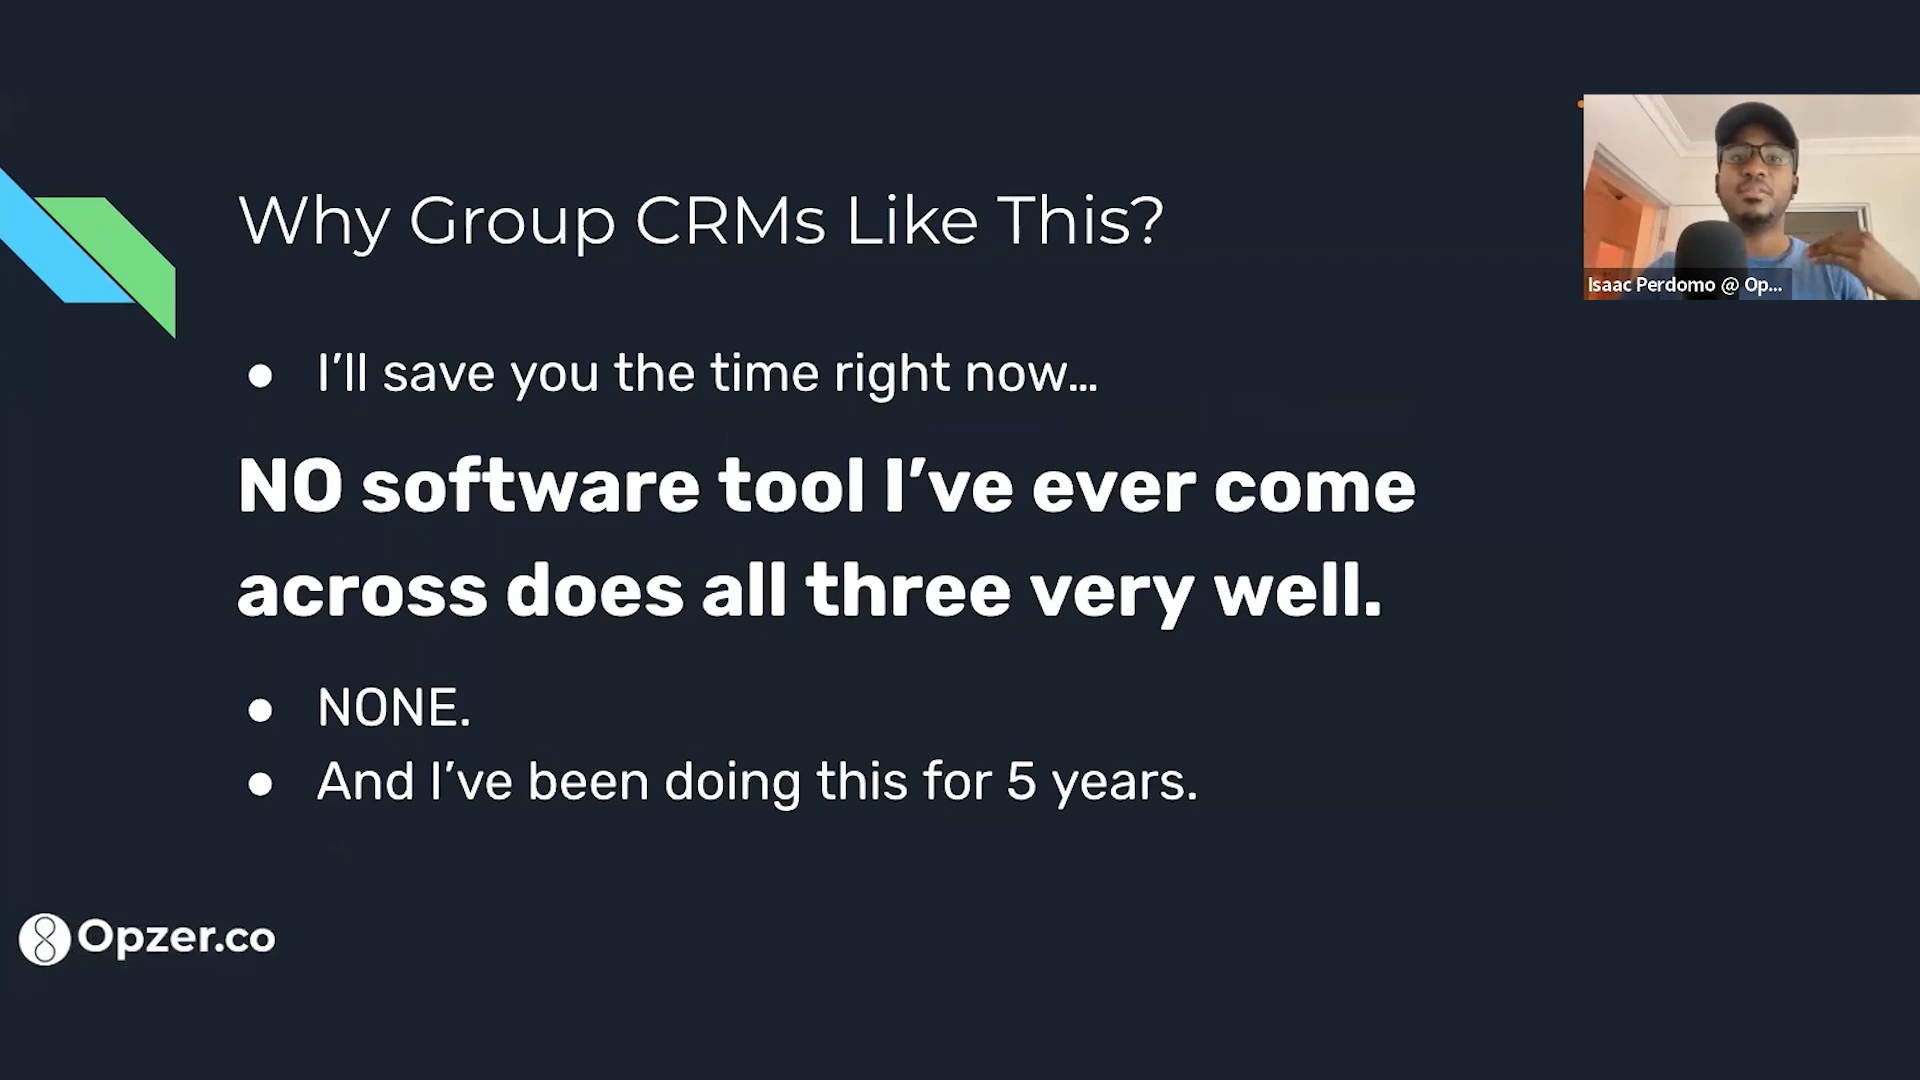 Why Group CRMs Like This?
Isaac Perdomo @ Op...
● I’ll save you the time right now…
NO software tool I’ve ever come
across does all three very well.
● NONE.
● And I’ve been doing this for 5 years.
Opzer.co